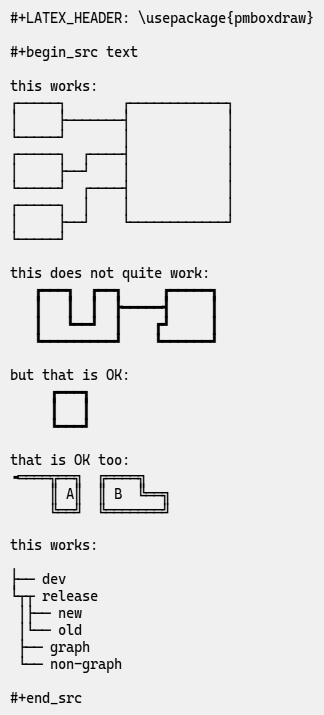 #+LATEX_HEADER: \usepackage{pmboxdraw}
#+begin_src text
this works:
this does not quite work:
but that is OK:
that is OK too:
A B
this works:
├── dev
└┬┬ release
 │├── new
 │└── old
 ├── graph
 └── non-graph
#+end_src